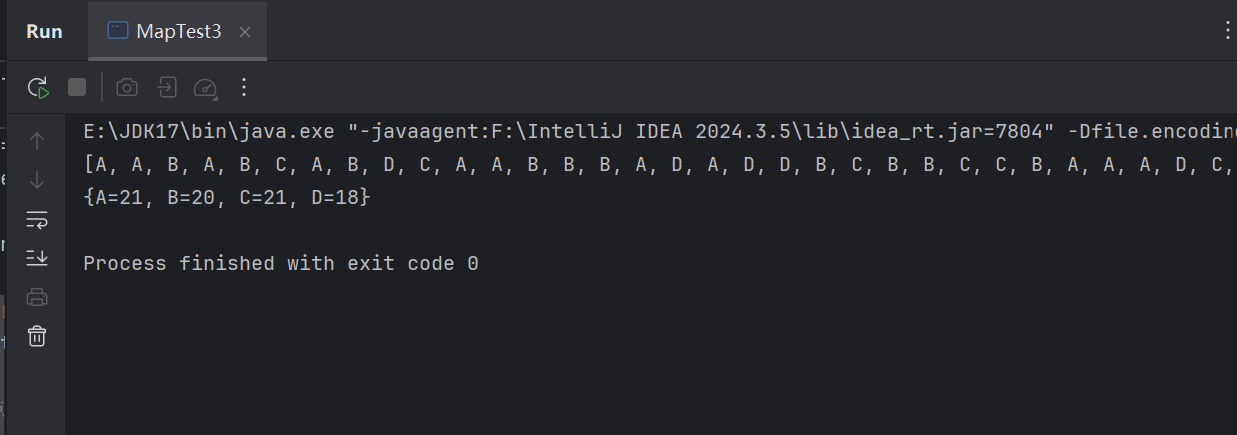 Run MapTest3
E:\JDK17\bin\java.exe "-javaagent:F:\IntelliJ IDEA 2024.3.5\lib\idea_rt.jar=7804" -Dfile.encodin
[A, A, B, A, B, C, A, B, D, C, A, A, B, B, B, A, D, A, D, D, B, C, B, B, C, C, B, A, A, A, D, C,
{A=21, B=20, C=21, D=18}
Process finished with exit code 0